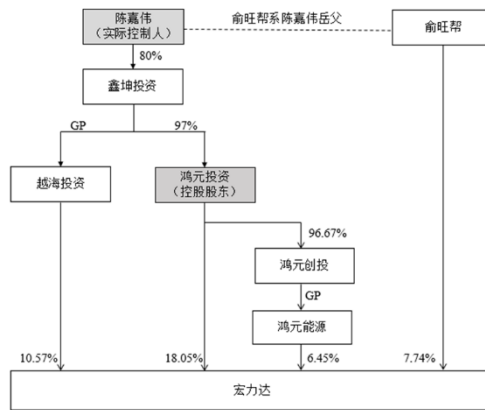 陈嘉伟
（实际控制人）
俞旺帮系陈嘉伟岳父
俞旺帮
80%
鑫坤投资
GP
97%
越海投资
鸿元投资
（控股股东）
96.67%
鸿元创投
GP
鸿元能源
10.57%
18.05%
6.45%
7.74%
宏力达